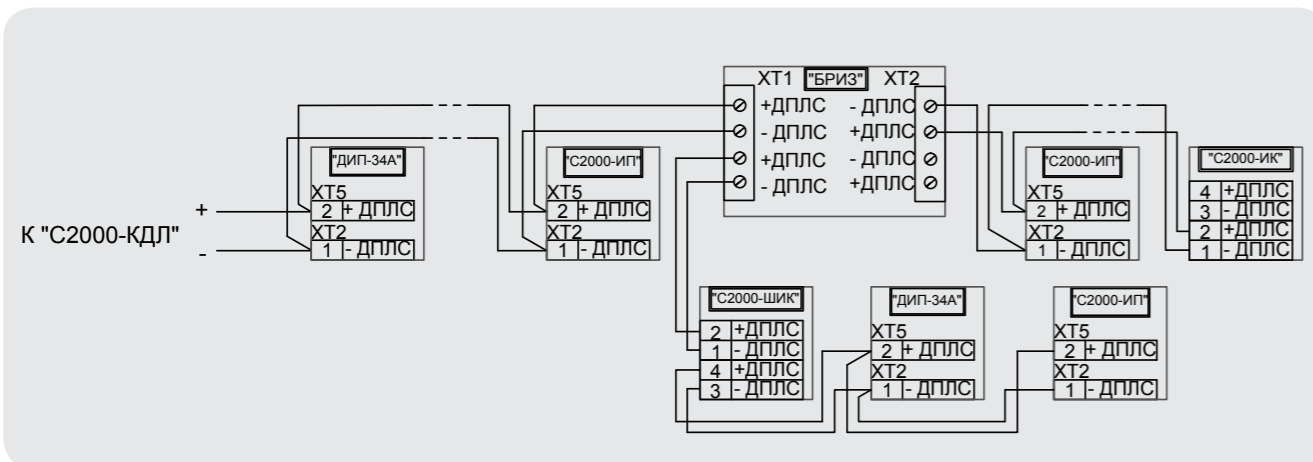 XT1 "БРИЗ" XT2
+ДПЛС - ДПЛС
- ДПЛС +ДПЛС
+ДПЛС - ДПЛС
- ДПЛС +ДПЛС
"ДИП-34А"
XT5
2 + ДПЛС
XT2
1 - ДПЛС
"С2000-ИП"
XT5
2 + ДПЛС
XT2
1 - ДПЛС
"С2000-ИП"
XT5
2 + ДПЛС
XT2
1 - ДПЛС
"С2000-ИК"
4 +ДПЛС
3 - ДПЛС
2 +ДПЛС
1 - ДПЛС
+
К "С2000-КДЛ"
-
"С2000-ШИК"
2 +ДПЛС
1 - ДПЛС
4 +ДПЛС
3 - ДПЛС
"ДИП-34А"
XT5
2 + ДПЛС
XT2
1 - ДПЛС
"С2000-ИП"
XT5
2 + ДПЛС
XT2
1 - ДПЛС